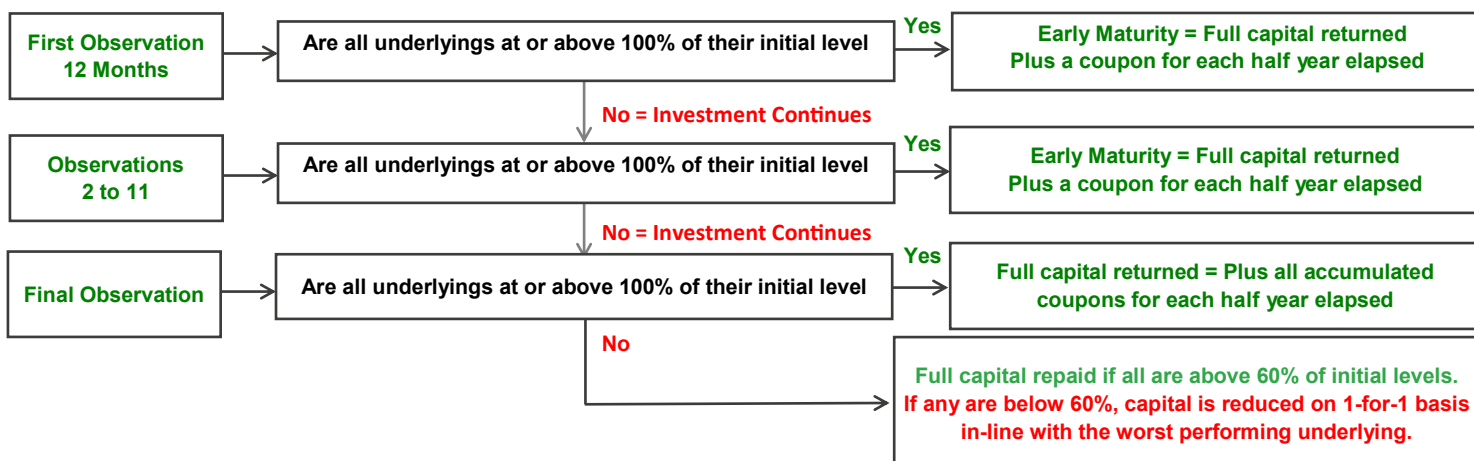 First Observation
12 Months
Are all underlyings at or above 100% of their initial level
Yes
Early Maturity = Full capital returned
Plus a coupon for each half year elapsed
No = Investment Continues
Observations
2 to 11
Are all underlyings at or above 100% of their initial level
Yes
Early Maturity = Full capital returned
Plus a coupon for each half year elapsed
No = Investment Continues
Final Observation
Are all underlyings at or above 100% of their initial level
Yes
Full capital returned = Plus all accumulated
coupons for each half year elapsed
No
Full capital repaid if all are above 60% of initial levels.
If any are below 60%, capital is reduced on 1-for-1 basis
in-line with the worst performing underlying.